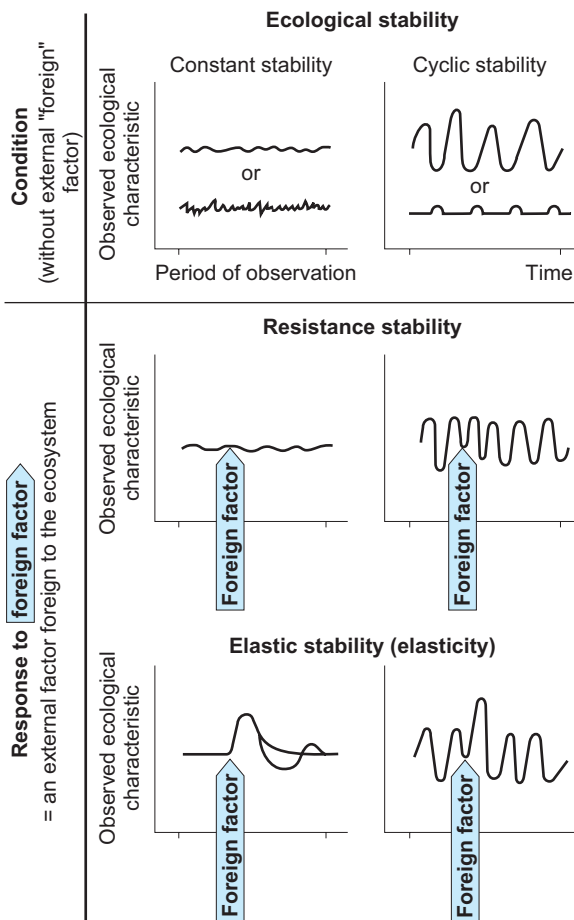 Ecological stability
Condition
(without external "foreign"
factor)
Constant stability
Cyclic stability
Observed ecological
characteristic
or
or
Period of observation
Time
Response to foreign factor
= an external factor foreign to the ecosystem
Resistance stability
Observed ecological
characteristic
Foreign factor
Foreign factor
Elastic stability (elasticity)
Observed ecological
characteristic
Foreign factor
Foreign factor